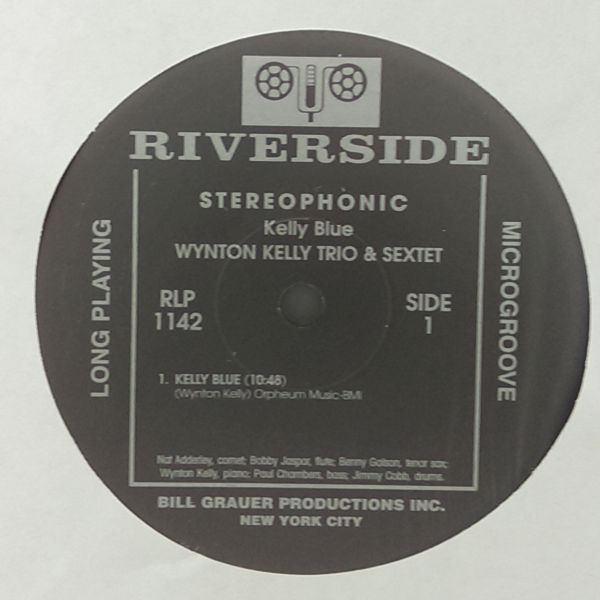 RIVERSIDE
STEREOPHONIC
Kelly Blue
WYNTON KELLY TRIO & SEXTET
LONG PLAYING
MICROGROOVE
RLP
1142
SIDE
1
1. KELLY BLUE (10:48)
(Wynton Kelly) Orpheum Music-BMI
Nat Adderley, cornet; Bobby Jaspar, flute; Benny Golson, tenor sax;
Wynton Kelly, piano; Paul Chambers, bass; Jimmy Cobb, drums.
BILL GRAUER PRODUCTIONS INC.
NEW YORK CITY